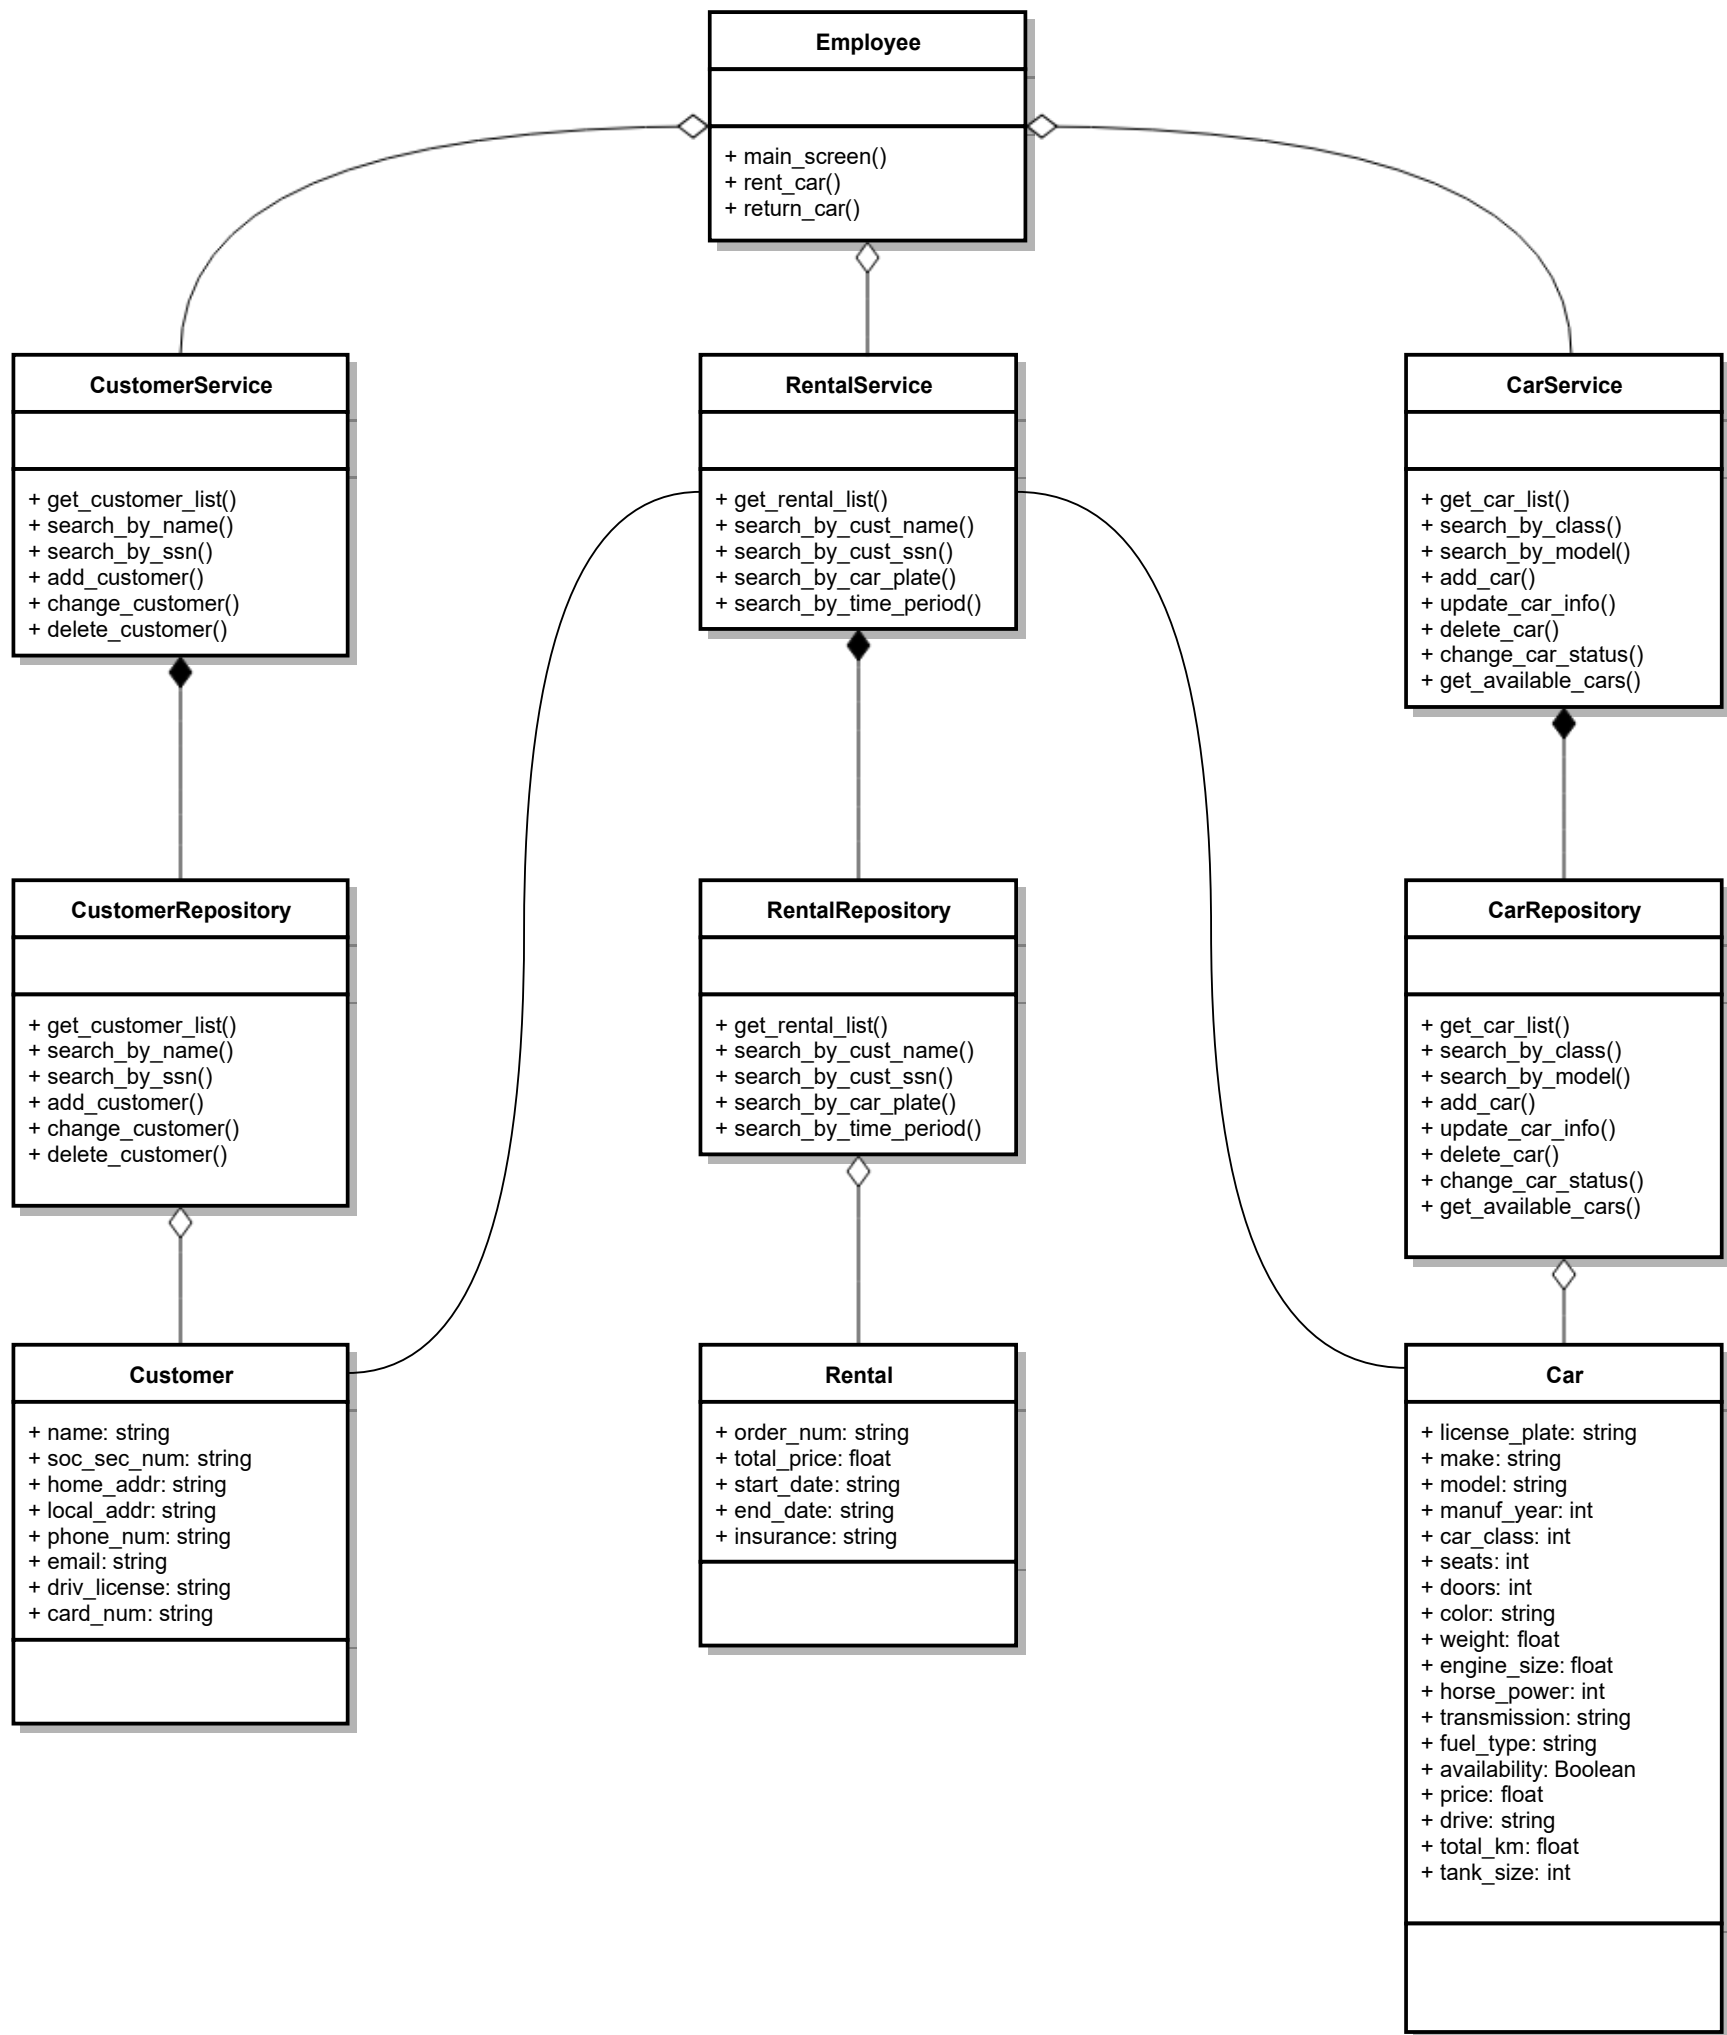 Employee
+ main_screen()
+ rent_car()
+ return_car()
CustomerService
+ get_customer_list()
+ search_by_name()
+ search_by_ssn()
+ add_customer()
+ change_customer()
+ delete_customer()
RentalService
+ get_rental_list()
+ search_by_cust_name()
+ search_by_cust_ssn()
+ search_by_car_plate()
+ search_by_time_period()
CarService
+ get_car_list()
+ search_by_class()
+ search_by_model()
+ add_car()
+ update_car_info()
+ delete_car()
+ change_car_status()
+ get_available_cars()
CustomerRepository
+ get_customer_list()
+ search_by_name()
+ search_by_ssn()
+ add_customer()
+ change_customer()
+ delete_customer()
RentalRepository
+ get_rental_list()
+ search_by_cust_name()
+ search_by_cust_ssn()
+ search_by_car_plate()
+ search_by_time_period()
CarRepository
+ get_car_list()
+ search_by_class()
+ search_by_model()
+ add_car()
+ update_car_info()
+ delete_car()
+ change_car_status()
+ get_available_cars()
Customer
+ name: string
+ soc_sec_num: string
+ home_addr: string
+ local_addr: string
+ phone_num: string
+ email: string
+ driv_license: string
+ card_num: string
Rental
+ order_num: string
+ total_price: float
+ start_date: string
+ end_date: string
+ insurance: string
Car
+ license_plate: string
+ make: string
+ model: string
+ manuf_year: int
+ car_class: int
+ seats: int
+ doors: int
+ color: string
+ weight: float
+ engine_size: float
+ horse_power: int
+ transmission: string
+ fuel_type: string
+ availability: Boolean
+ price: float
+ drive: string
+ total_km: float
+ tank_size: int